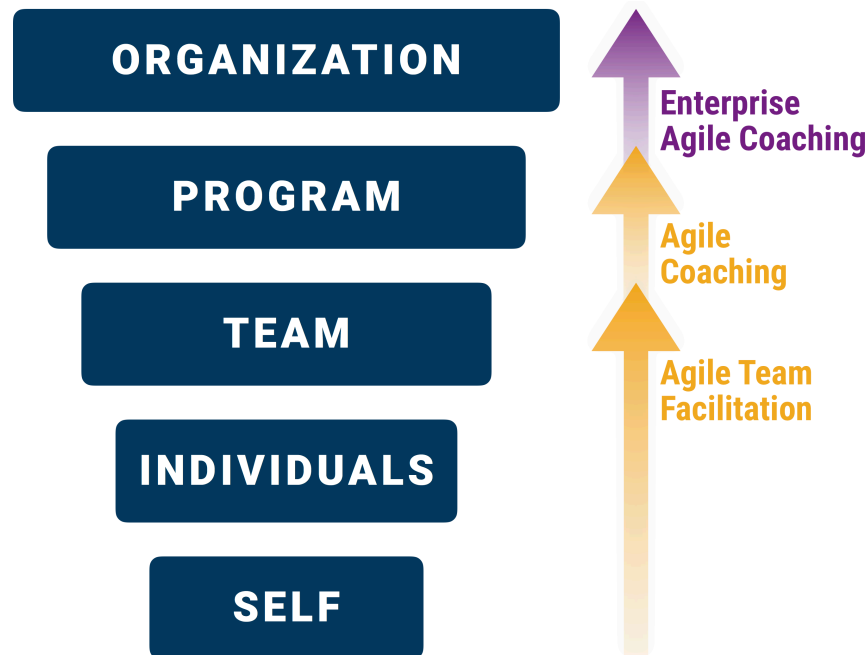 ORGANIZATION
Enterprise
Agile Coaching
PROGRAM
Agile
Coaching
TEAM
Agile Team
Facilitation
INDIVIDUALS
SELF